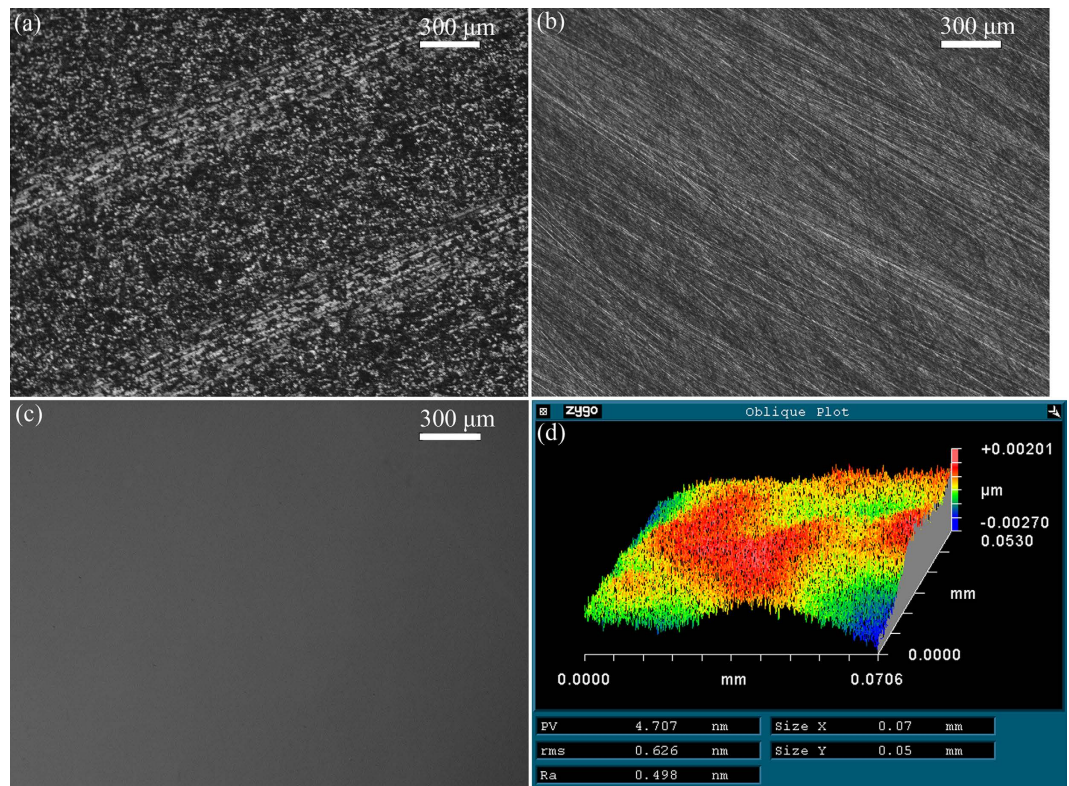 (a)
300 μm
(b)
300 μm
(c)
300 μm
zygo
Oblique Plot
(d)
+0.00201
μm
-0.00270
0.0530
mm
0.0000
0.0000
mm
0.0706
PV 4.707 nm
Size X 0.07 mm
rms 0.626 nm
Size Y 0.05 mm
Ra 0.498 nm